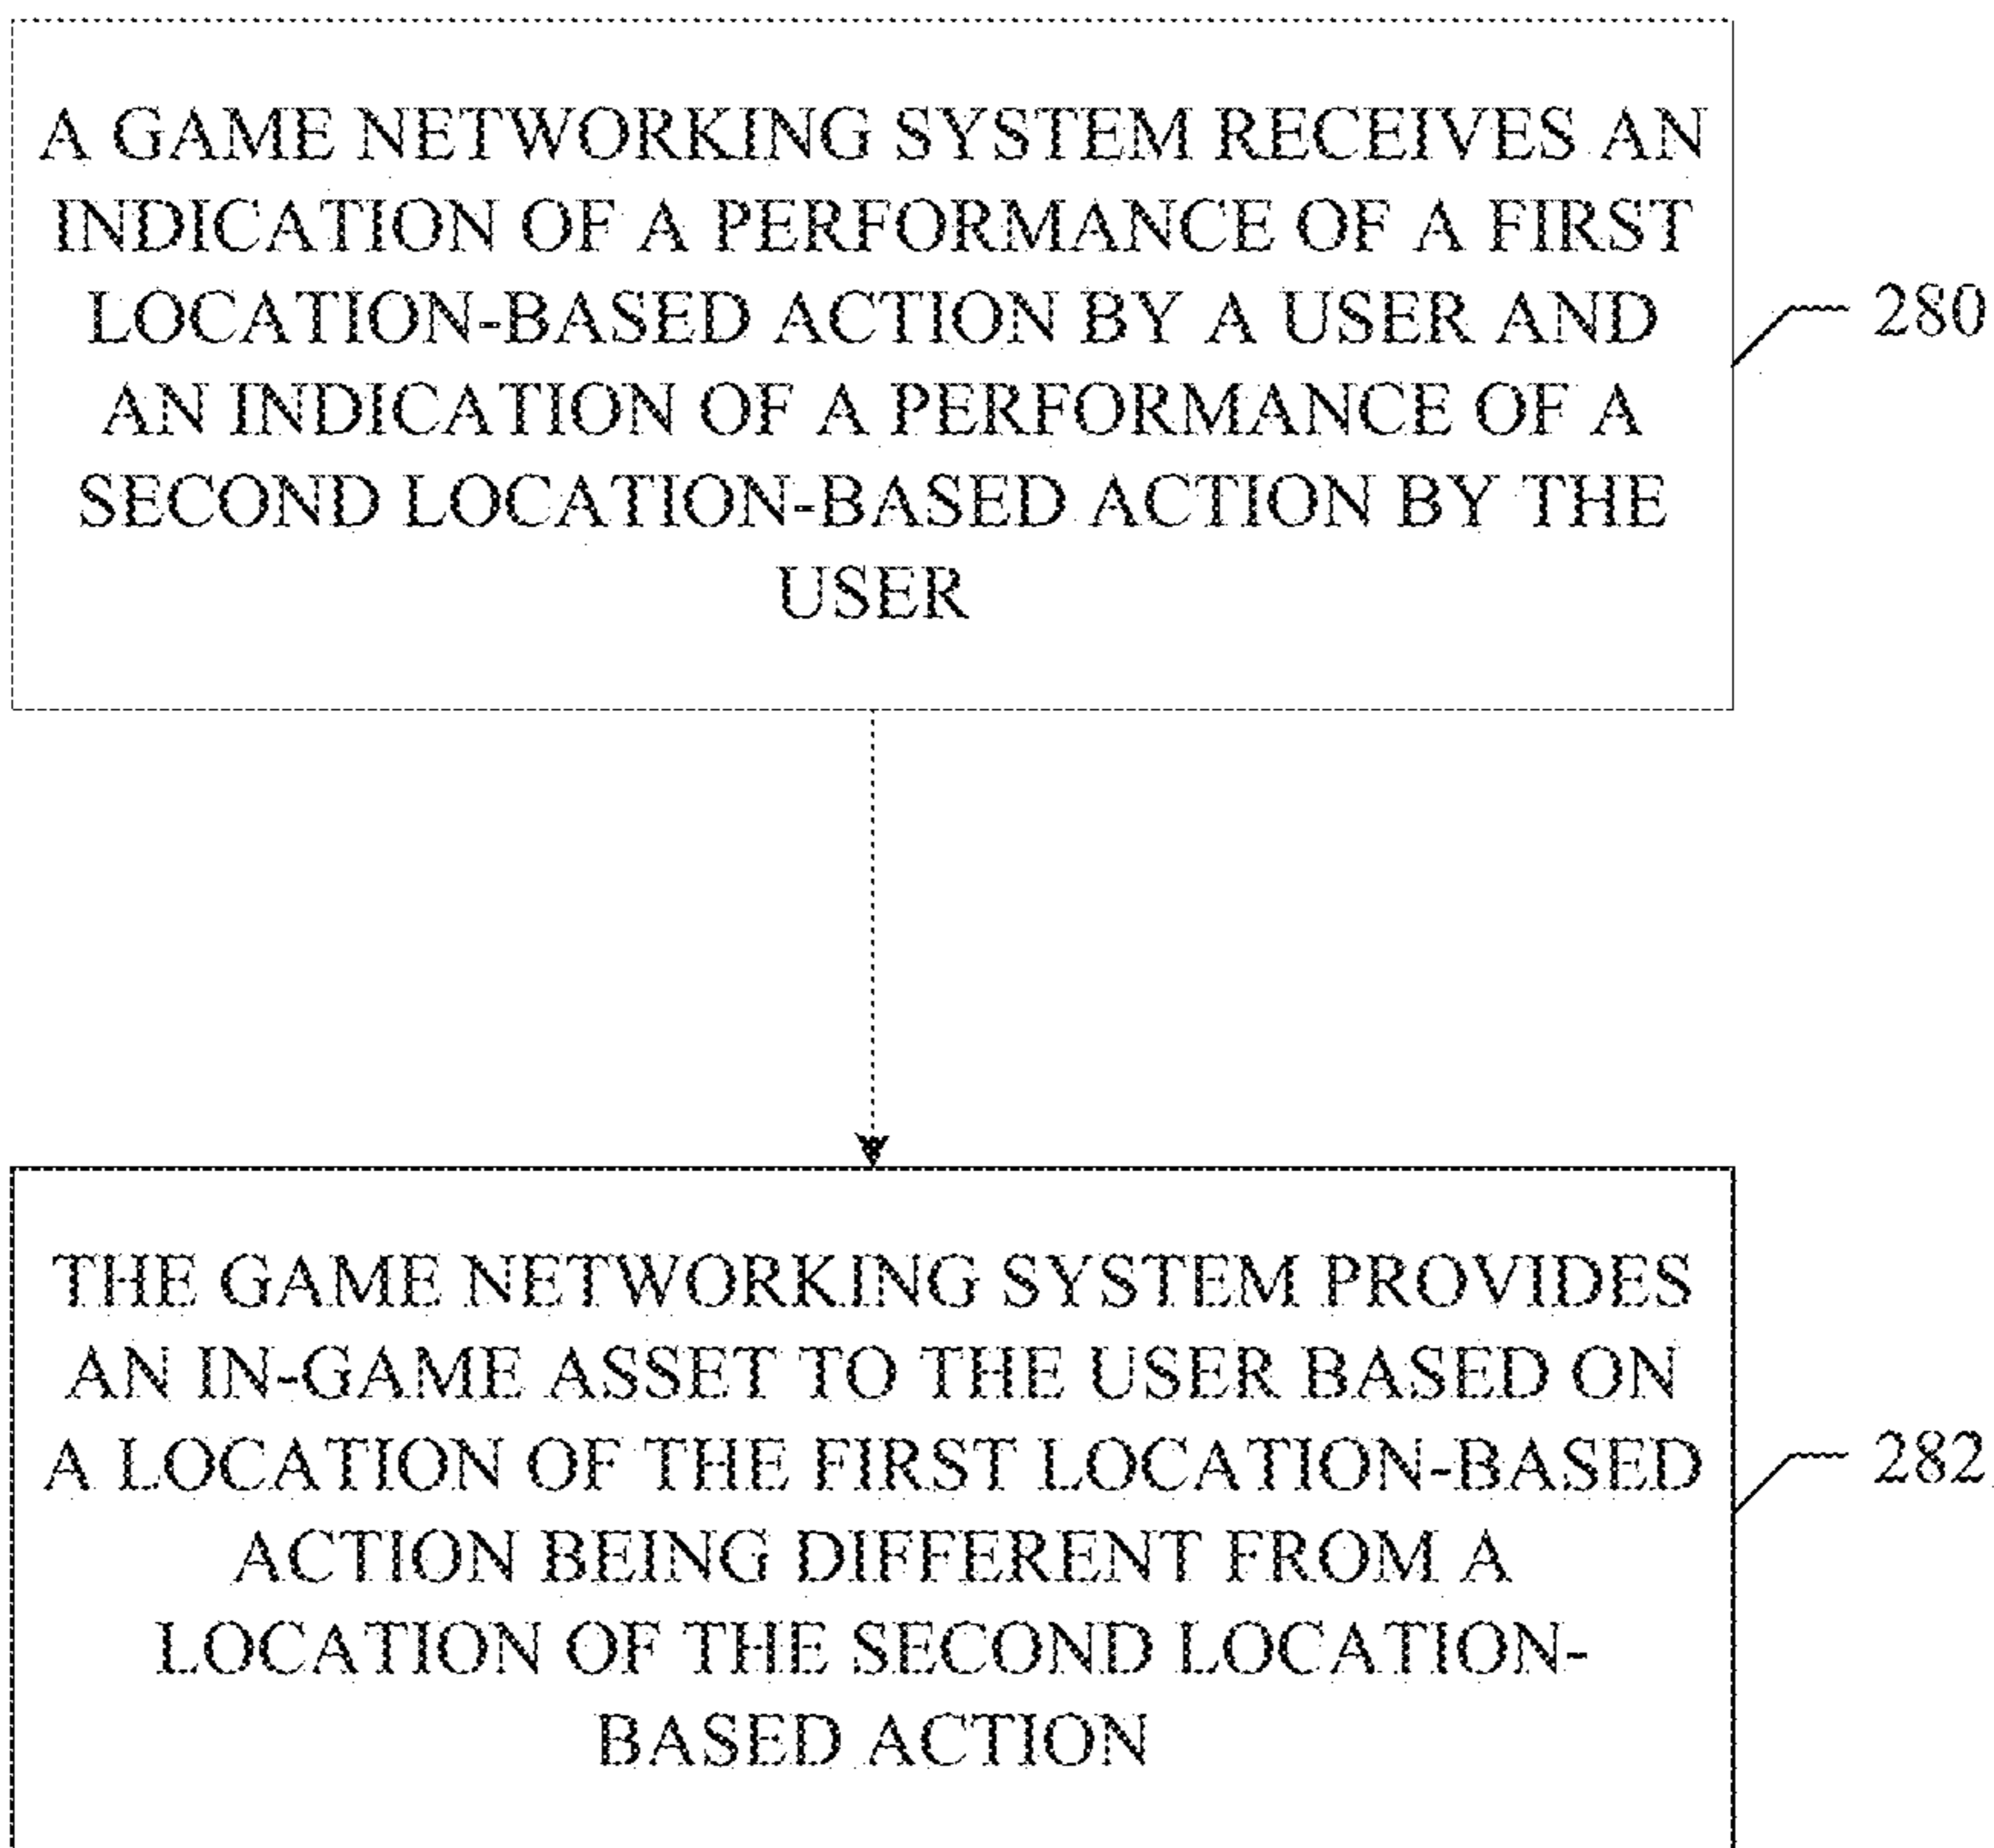 A GAME NETWORKING SYSTEM RECEIVES AN
INDICATION OF A PERFORMANCE OF A FIRST
LOCATION-BASED ACTION BY A USER AND
AN INDICATION OF A PERFORMANCE OF A
SECOND LOCATION-BASED ACTION BY THE
USER
280
THE GAME NETWORKING SYSTEM PROVIDES
AN IN-GAME ASSET TO THE USER BASED ON
A LOCATION OF THE FIRST LOCATION-BASED
ACTION BEING DIFFERENT FROM A
LOCATION OF THE SECOND LOCATION-
BASED ACTION
282